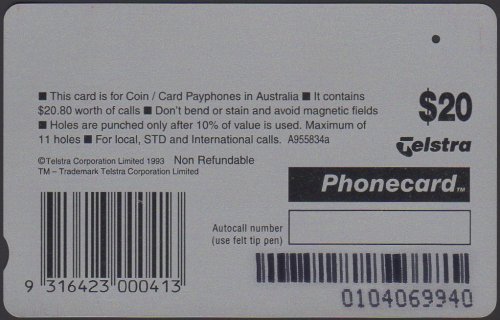 ■ This card is for Coin / Card Payphones in Australia ■ It contains
$20.80 worth of calls ■ Don't bend or stain and avoid magnetic fields
■ Holes are punched only after 10% of value is used. Maximum of
11 holes ■ For local, STD and International calls. A955834a
©Telstra Corporation Limited 1993 Non Refundable
TM – Trademark Telstra Corporation Limited
$20
Telstra
Phonecard™
Autocall number
(use felt tip pen)
9 316423 000413
0104069940